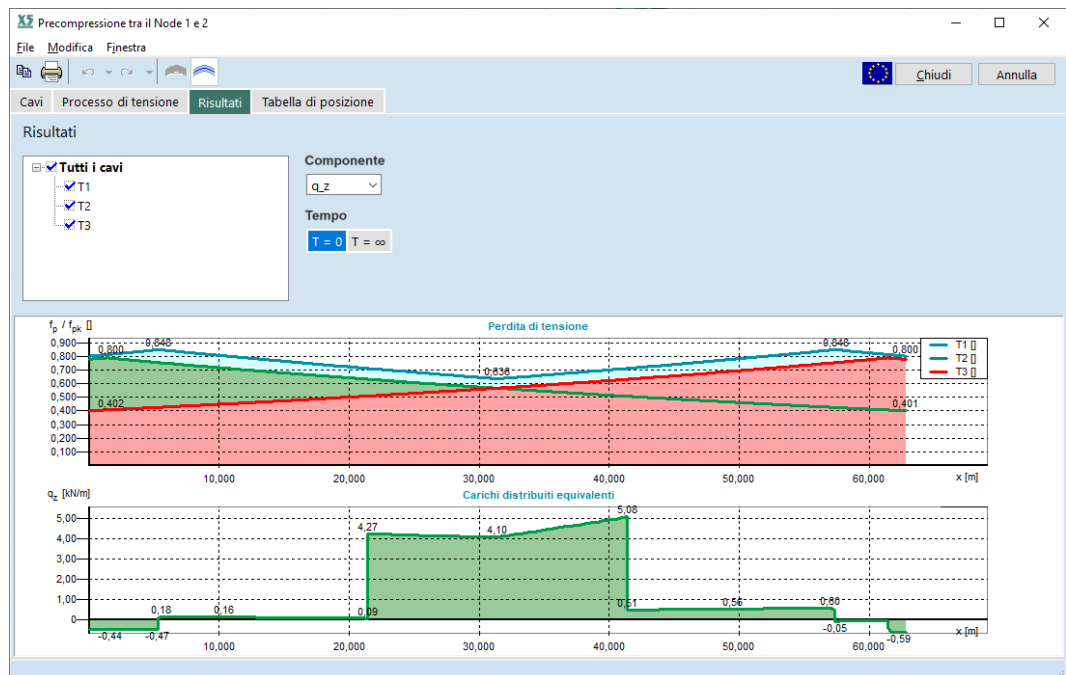 XS Precompressione tra il Node 1 e 2
File Modifica Finestra
Chiudi Annulla
Cavi Processo di tensione Risultati Tabella di posizione
Risultati
Tutti i cavi
T1
T2
T3
Componente
q_z
Tempo
T = 0 T = ∞
fp / fpk []
Perdita di tensione
0,900
0,800
0,700
0,600
0,500
0,400
0,300
0,200
0,100
0,800 0,848 0,636 0,848 0,800
0,402 0,401
T1 []
T2 []
T3 []
10,000 20,000 30,000 40,000 50,000 60,000 x [m]
qz [kN/m]
Carichi distribuiti equivalenti
5,00
4,00
3,00
2,00
1,00
0
4,27 4,10 5,08
0,18 0,16 0,09 0,51 0,56 0,60
-0,44 -0,47 -0,05 -0,59
10,000 20,000 30,000 40,000 50,000 60,000 x [m]